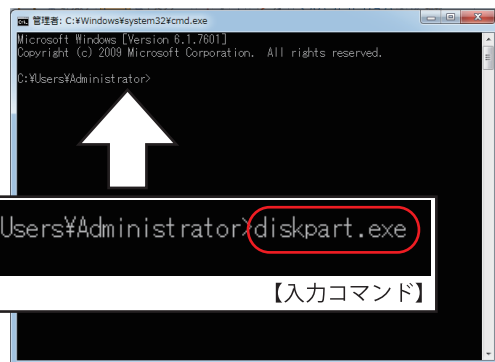 管理者: C:¥Windows¥system32¥cmd.exe
Microsoft Windows [Version 6.1.7601]
Copyright (c) 2009 Microsoft Corporation.  All rights reserved.
C:¥Users¥Administrator>
Users¥Administrator>diskpart.exe
【入力コマンド】